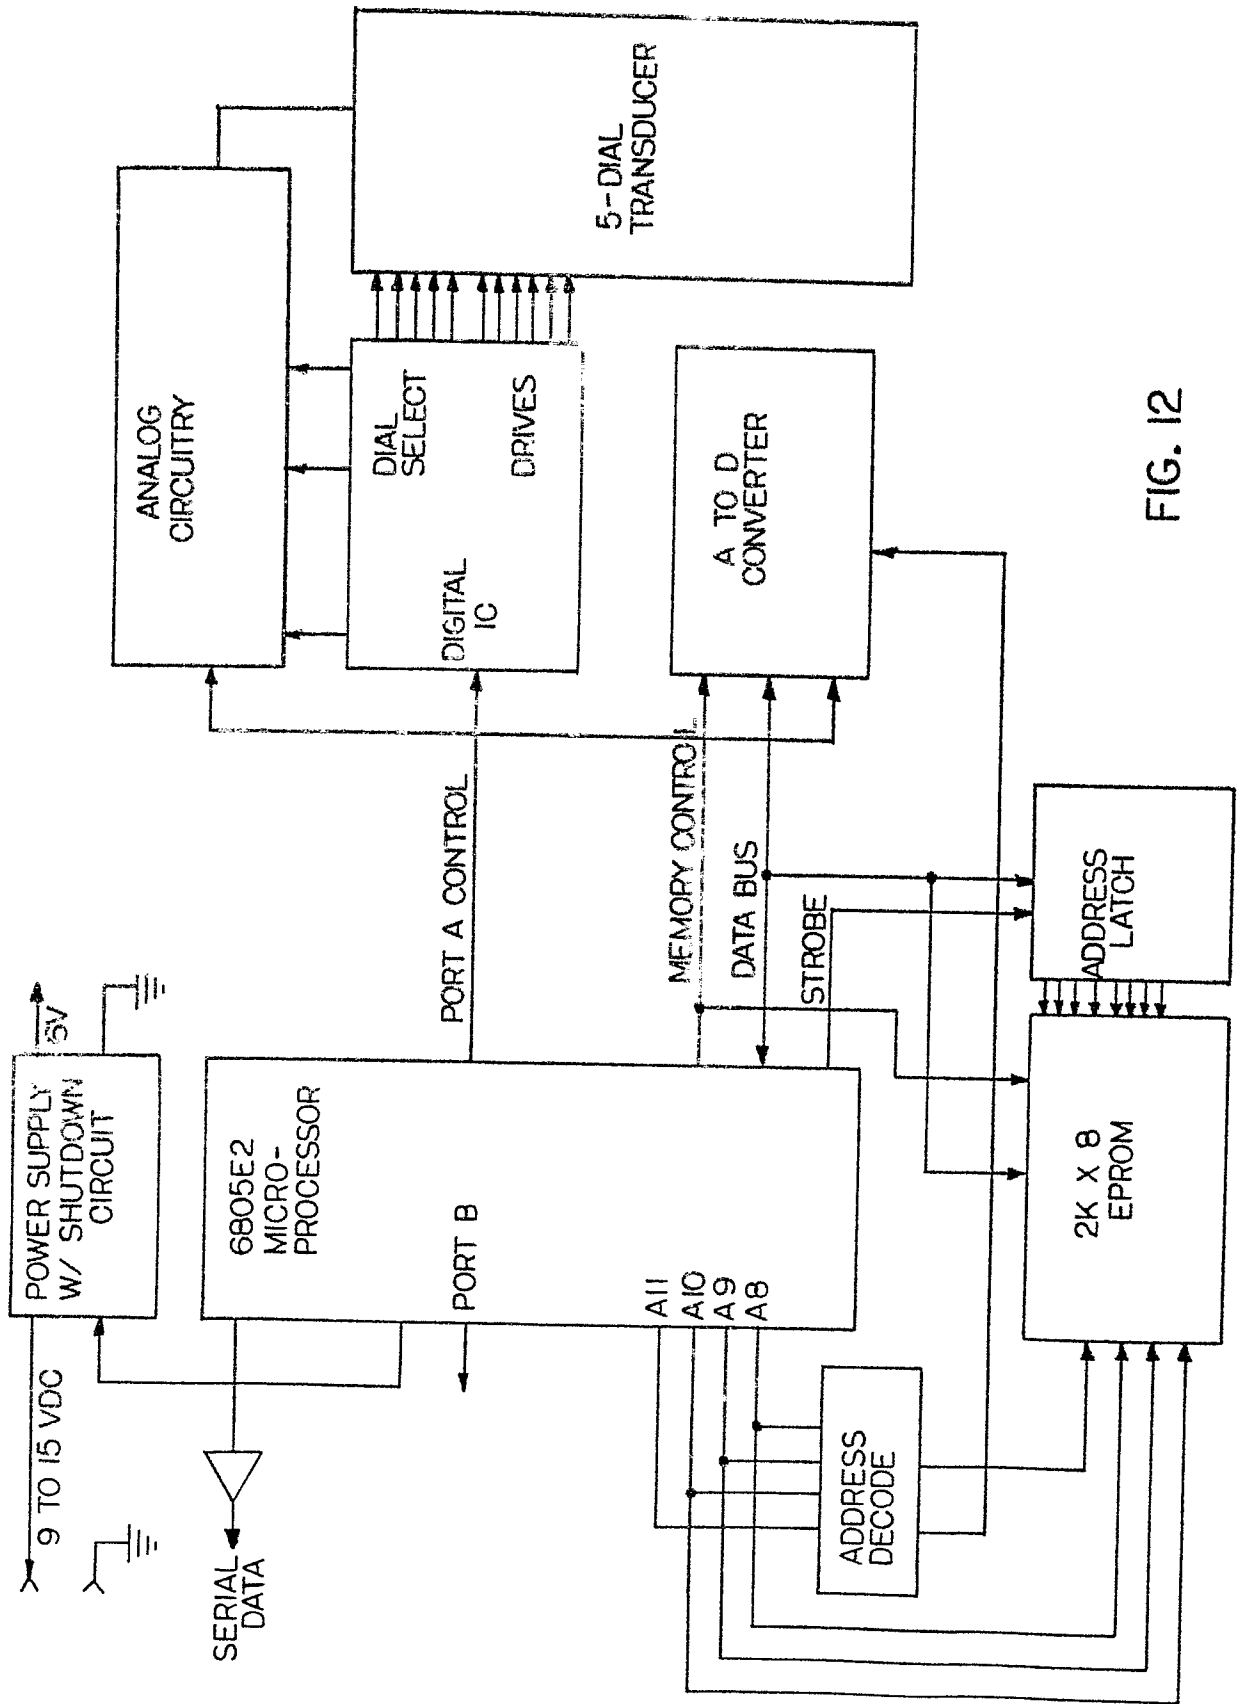 9 TO 15 VDC
POWER SUPPLY
W/ SHUTDOWN
CIRCUIT
5V
SERIAL
DATA
6805E2
MICRO-
PROCESSOR
PORT B
A11
A10
A9
A8
PORT A CONTROL
MEMORY CONTROL
DATA BUS
STROBE
ANALOG
CIRCUITRY
DIAL
SELECT
DIGITAL
IC
DRIVES
5-DIAL
TRANSDUCER
A TO D
CONVERTER
ADDRESS
DECODE
2K X 8
EPROM
ADDRESS
LATCH
FIG. 12